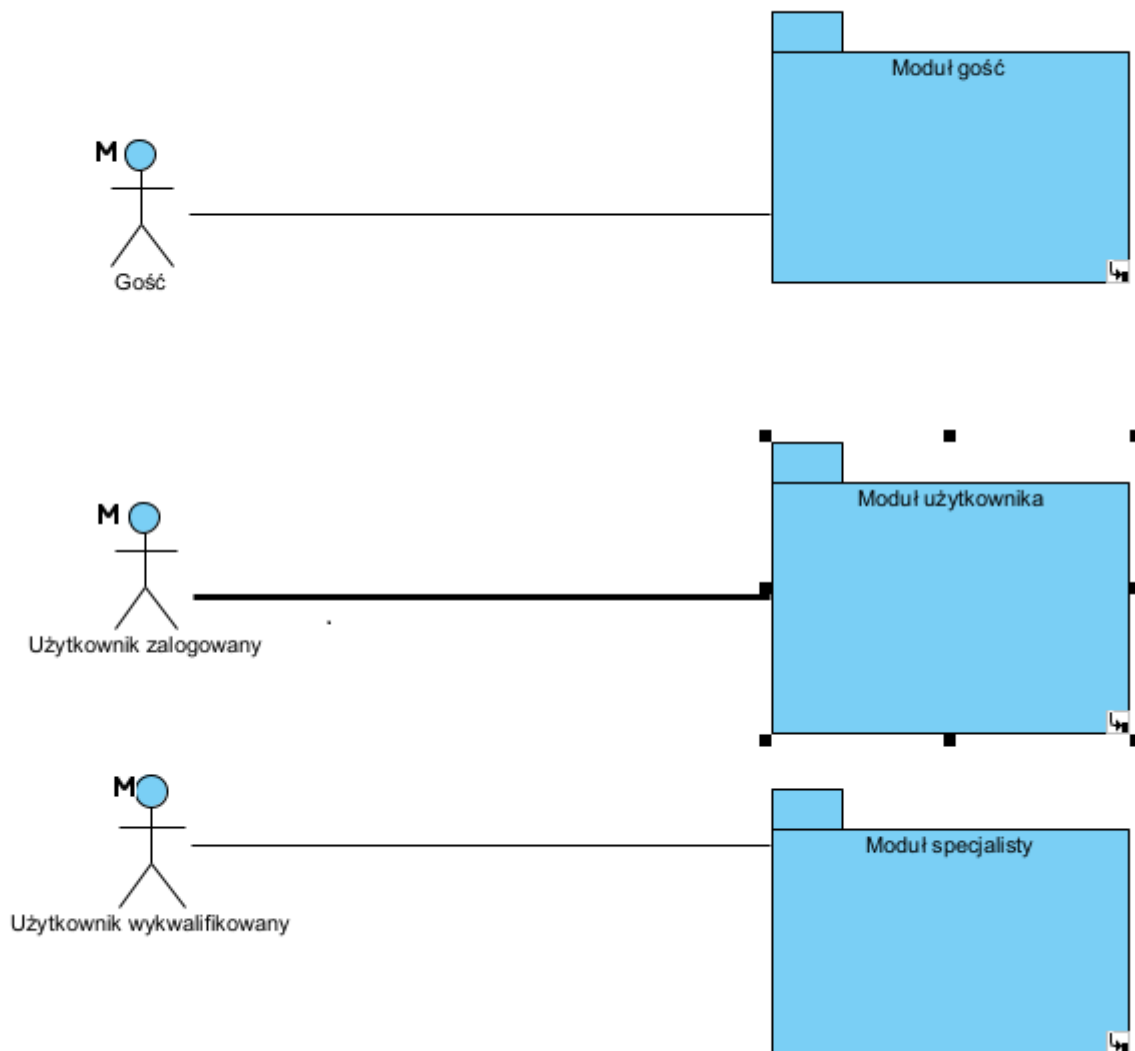 Moduł gość
M
Gość
Moduł użytkownika
M
Użytkownik zalogowany
M
Moduł specjalisty
Użytkownik wykwalifikowany